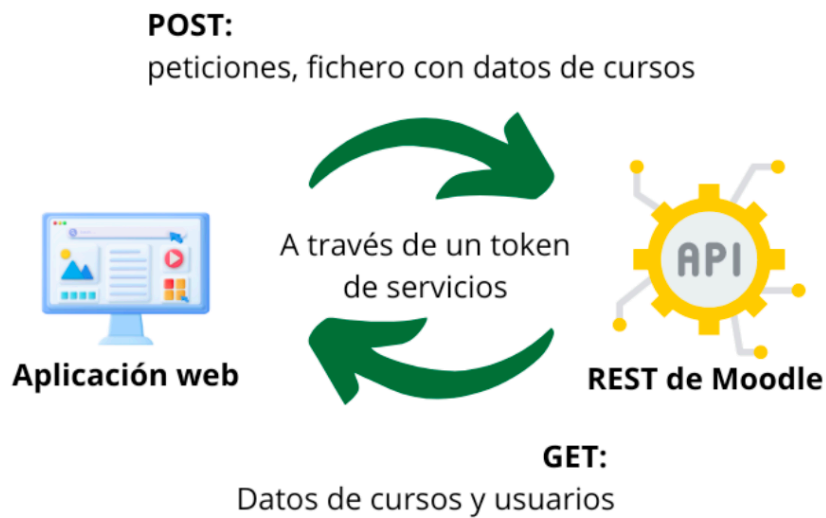 POST:
peticiones, fichero con datos de cursos
A través de un token
de servicios
API
Aplicación web
REST de Moodle
GET:
Datos de cursos y usuarios